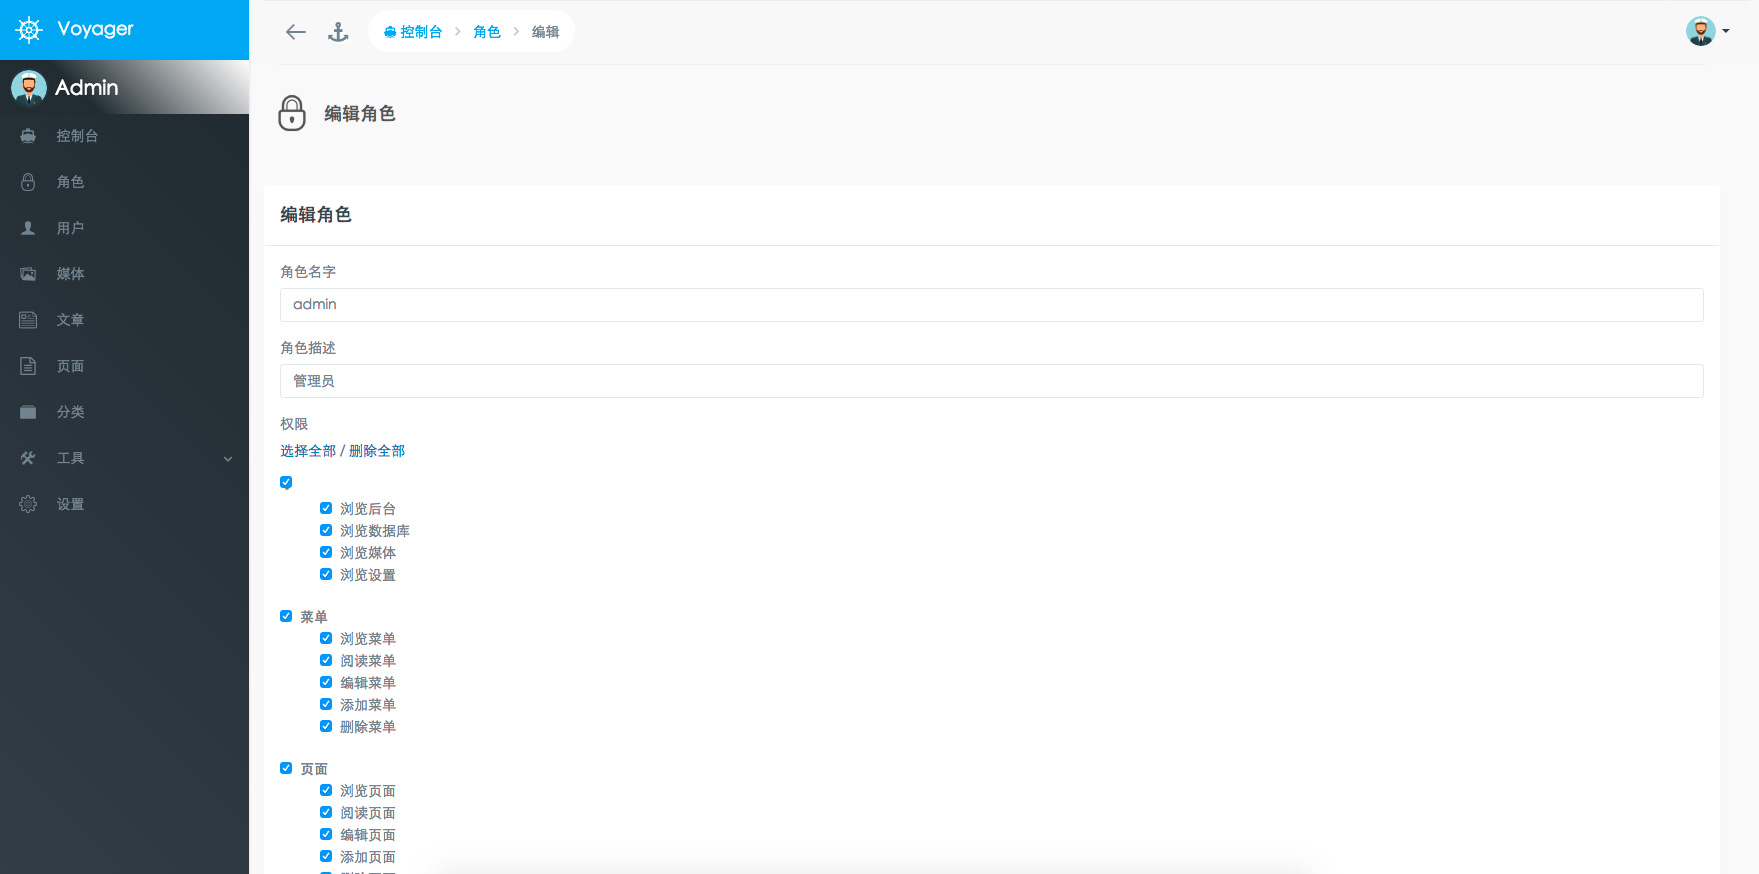 Voyager
Admin
控制台
角色
用户
媒体
文章
页面
分类
工具
设置
控制台 角色 编辑
编辑角色
编辑角色
角色名字
admin
角色描述
管理员
权限
选择全部 / 删除全部
浏览后台
浏览数据库
浏览媒体
浏览设置
菜单
浏览菜单
阅读菜单
编辑菜单
添加菜单
删除菜单
页面
浏览页面
阅读页面
编辑页面
添加页面